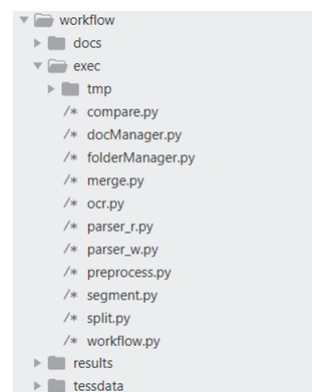 workflow
docs
exec
tmp
/* compare.py
/* docManager.py
/* folderManager.py
/* merge.py
/* ocr.py
/* parser_r.py
/* parser_w.py
/* preprocess.py
/* segment.py
/* split.py
/* workflow.py
results
tessdata